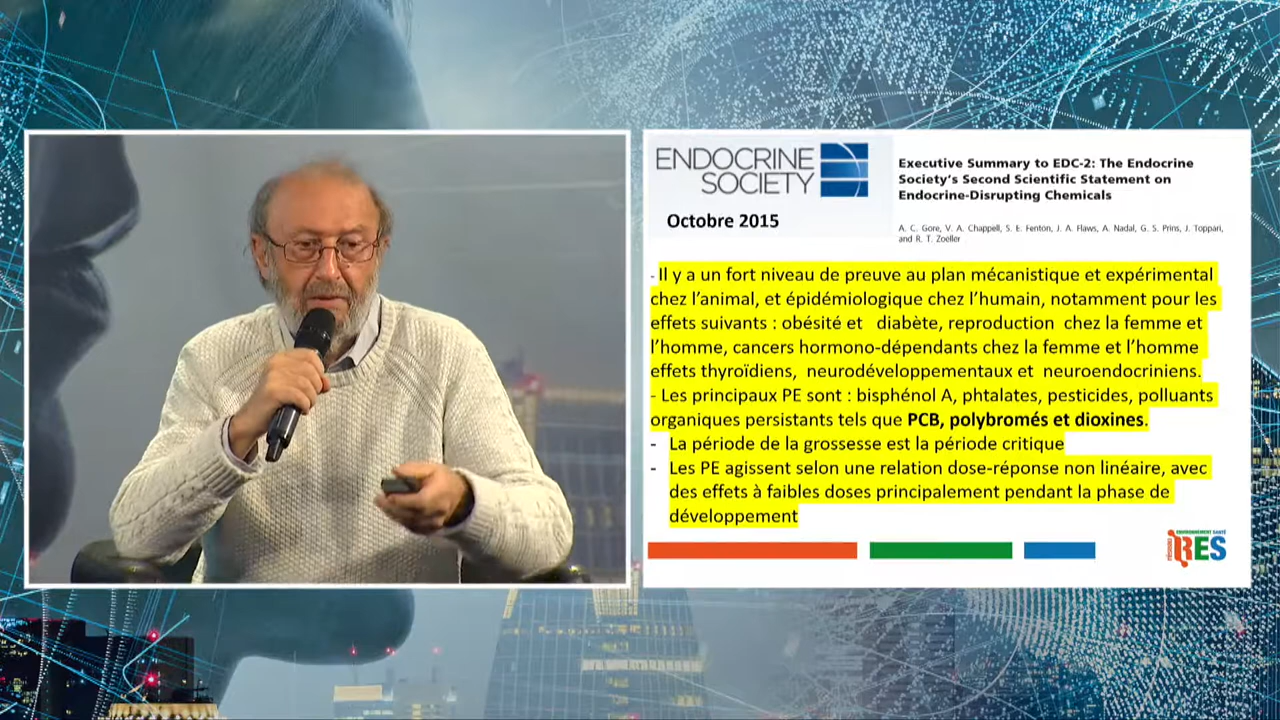 ENDOCRINE
SOCIETY
Octobre 2015
Executive Summary to EDC-2: The Endocrine
Society's Second Scientific Statement on
Endocrine-Disrupting Chemicals
A. C. Gore, V. A. Chappell, S. E. Fenton, J. A. Flaws, A. Nadal, G. S. Prins, J. Toppari,
and R. T. Zoeller
- Il y a un fort niveau de preuve au plan mécanistique et expérimental
chez l'animal, et épidémiologique chez l'humain, notamment pour les
effets suivants : obésité et diabète, reproduction chez la femme et
l'homme, cancers hormono-dépendants chez la femme et l'homme
effets thyroïdiens, neurodéveloppementaux et neuroendocriniens.
- Les principaux PE sont : bisphénol A, phtalates, pesticides, polluants
organiques persistants tels que PCB, polybromés et dioxines.
- La période de la grossesse est la période critique
- Les PE agissent selon une relation dose-réponse non linéaire, avec
des effets à faibles doses principalement pendant la phase de
développement
ENVIRONNEMENT SANTÉ
réseau
RES